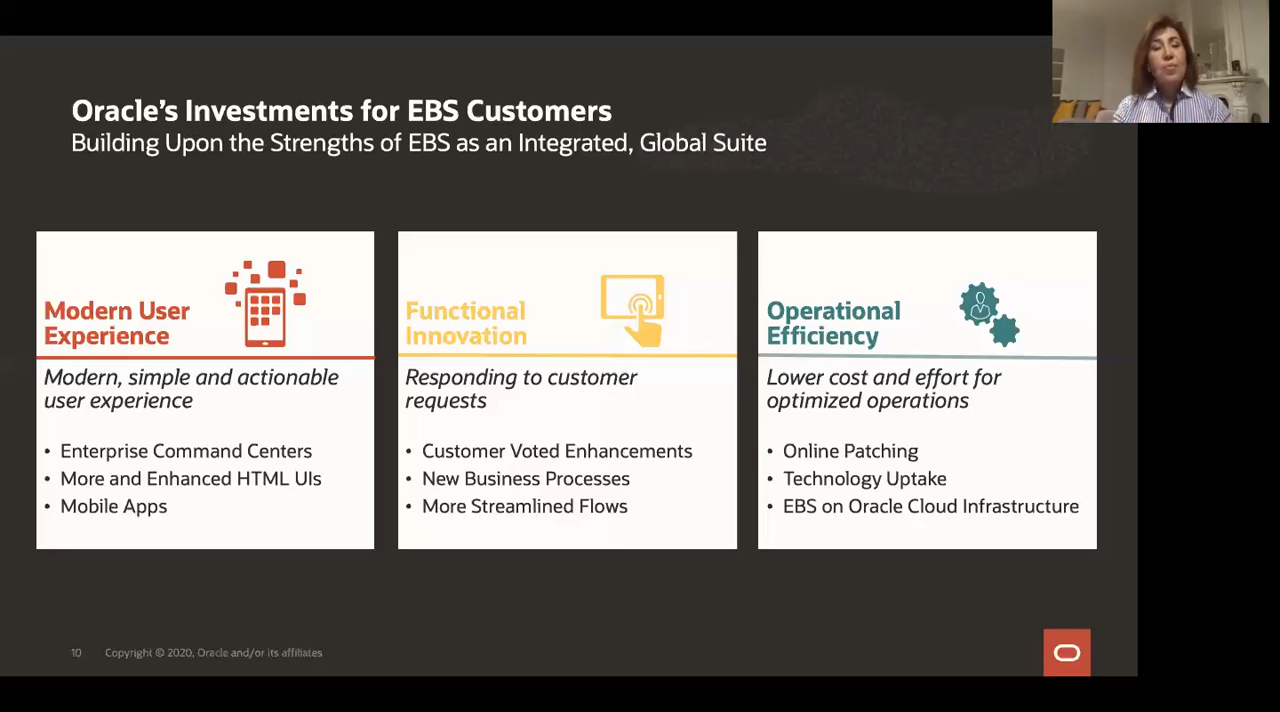 Oracle's Investments for EBS Customers
Building Upon the Strengths of EBS as an Integrated, Global Suite
Modern User
Experience
Modern, simple and actionable
user experience
• Enterprise Command Centers
• More and Enhanced HTML UIs
• Mobile Apps
Functional
Innovation
Responding to customer
requests
• Customer Voted Enhancements
• New Business Processes
• More Streamlined Flows
Operational
Efficiency
Lower cost and effort for
optimized operations
• Online Patching
• Technology Uptake
• EBS on Oracle Cloud Infrastructure
10 Copyright © 2020, Oracle and/or its affiliates